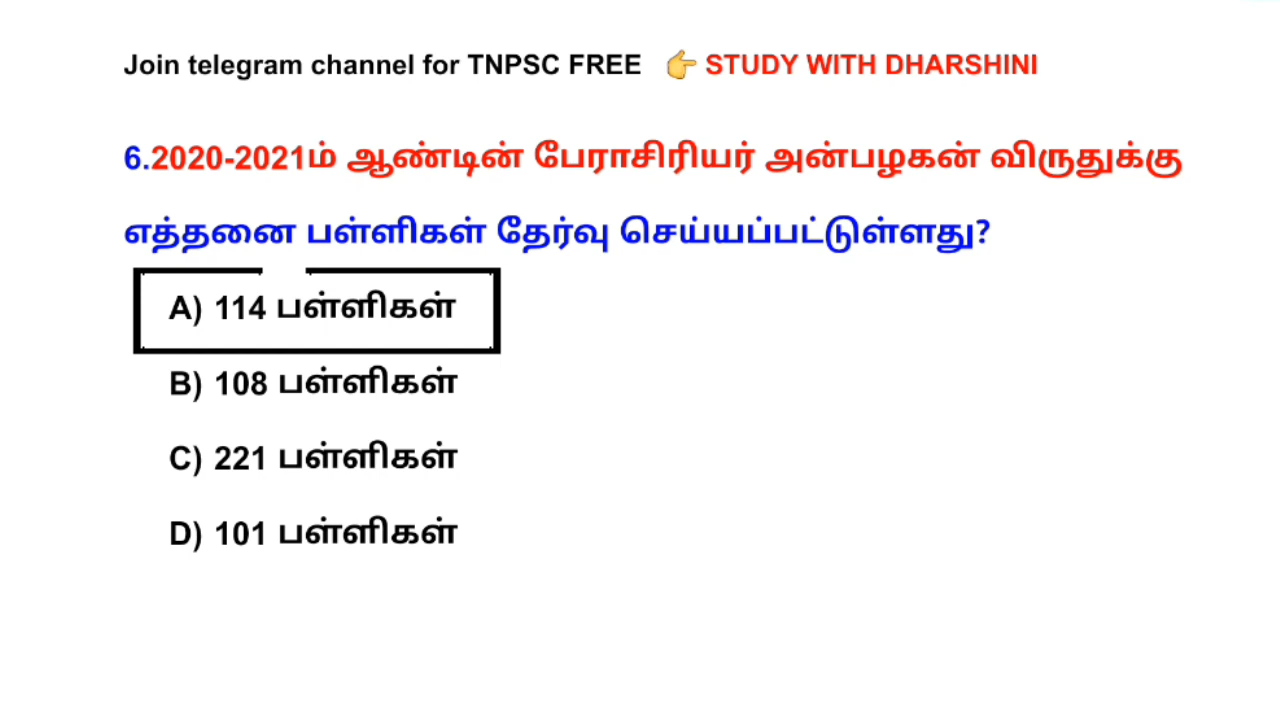 Join telegram channel for TNPSC FREE 👉 STUDY WITH DHARSHINI
6.2020-2021ம் ஆண்டின் பேராசிரியர் அன்பழகன் விருதுக்கு
எத்தனை பள்ளிகள் தேர்வு செய்யப்பட்டுள்ளது?
A) 114 பள்ளிகள்
B) 108 பள்ளிகள்
C) 221 பள்ளிகள்
D) 101 பள்ளிகள்